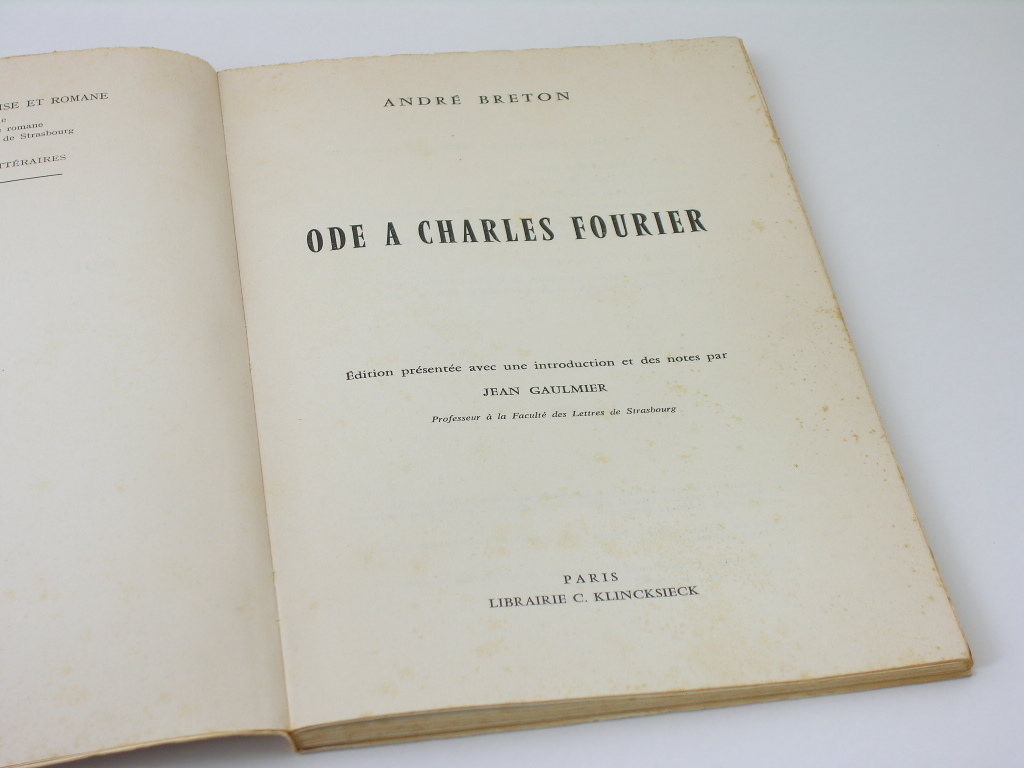 ISE ET ROMANE
e
romane
de Strasbourg
TTÉRAIRES
ANDRÉ BRETON
ODE A CHARLES FOURIER
Édition présentée avec une introduction et des notes par
JEAN GAULMIER
Professeur à la Faculté des Lettres de Strasbourg
PARIS
LIBRAIRIE C. KLINCKSIECK